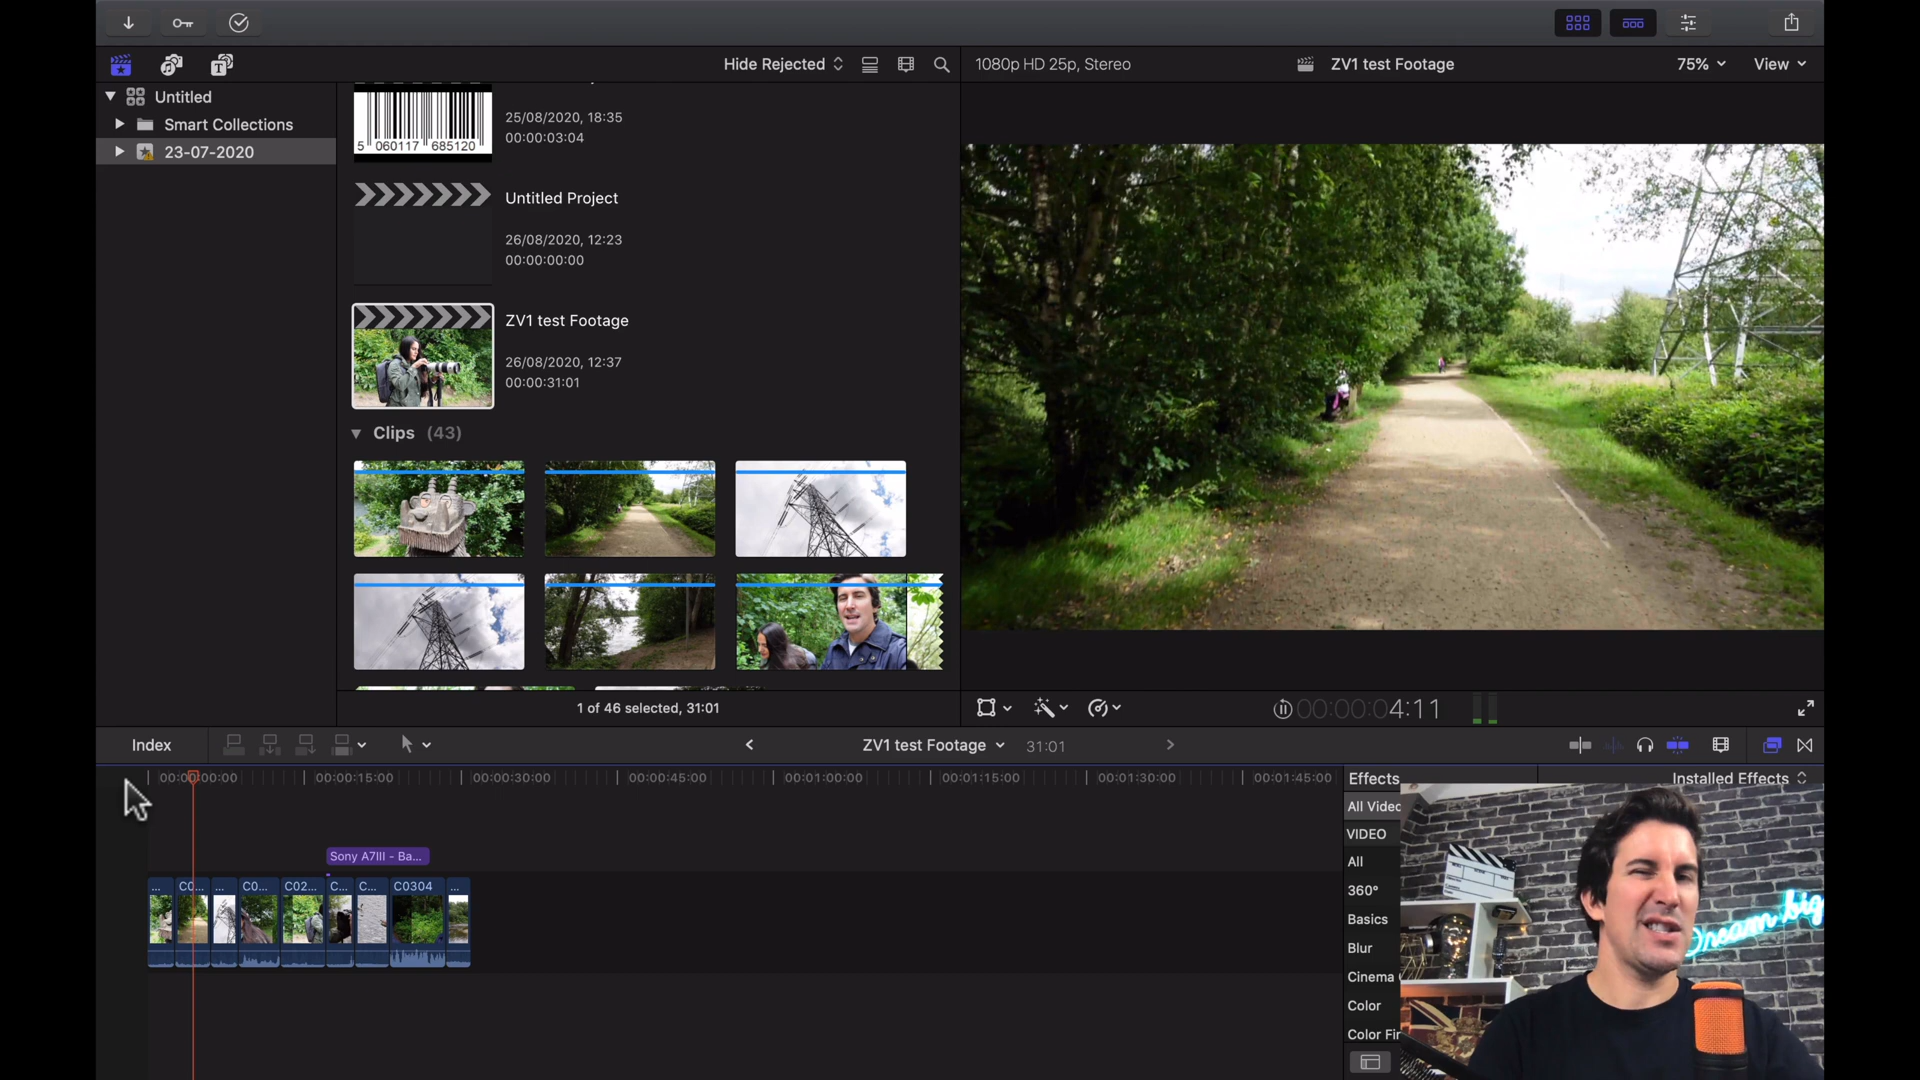 Hide Rejected
1080p HD 25p, Stereo
ZV1 test Footage
75%
View
Untitled
Smart Collections
23-07-2020
25/08/2020, 18:35
00:00:03:04
5 060117 685120
Untitled Project
26/08/2020, 12:23
00:00:00:00
ZV1 test Footage
26/08/2020, 12:37
00:00:31:01
Clips (43)
1 of 46 selected, 31:01
00:00:04:11
Index
ZV1 test Footage
31:01
00:00:00:00
00:00:15:00
00:00:30:00
00:00:45:00
00:01:00:00
00:01:15:00
00:01:30:00
00:01:45:00
Effects
Installed Effects
All Video
VIDEO
All
360°
Basics
Blur
Cinema
Color
Color Fin
Sony A7III - Ba...
... C0... ... C0... C02... C... C... C0304 ...
Dream big